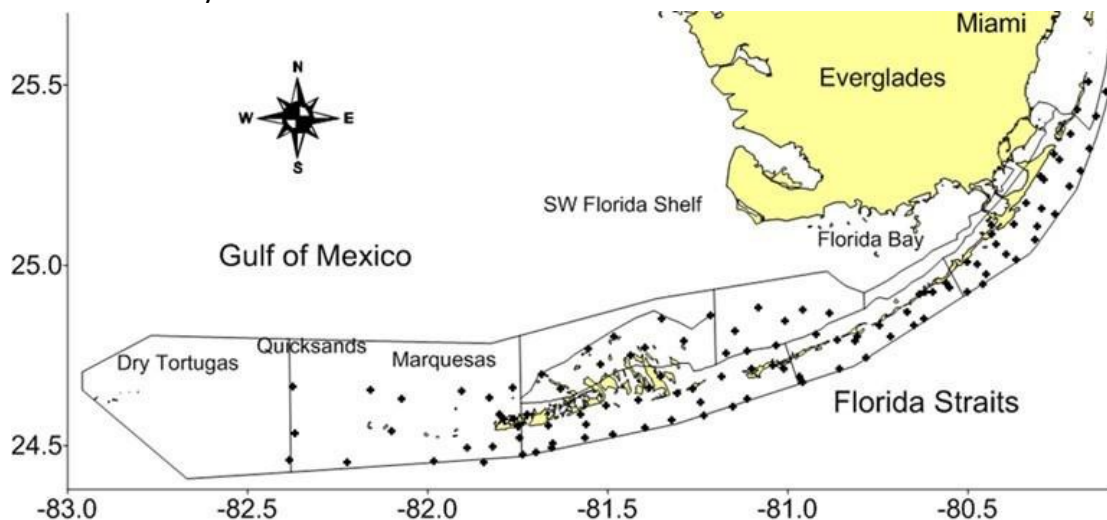 Miami
25.5
Everglades
N
W E
S
SW Florida Shelf
Florida Bay
Gulf of Mexico
25.0
Quicksands
Dry Tortugas
Marquesas
Florida Straits
24.5
-83.0 -82.5 -82.0 -81.5 -81.0 -80.5